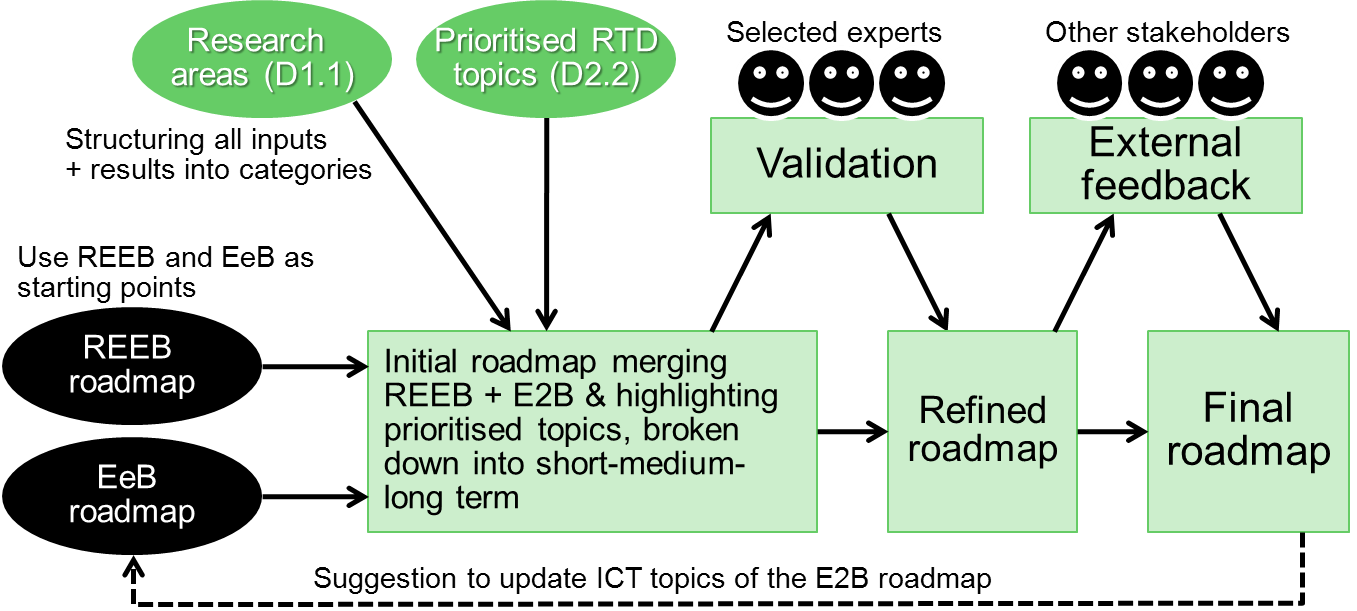 Research
areas (D1.1)
Prioritised RTD
topics (D2.2)
Selected experts
Other stakeholders
Structuring all inputs
+ results into categories
Validation
External
feedback
Use REEB and EeB as
starting points
REEB
roadmap
EeB
roadmap
Initial roadmap merging
REEB + E2B & highlighting
prioritised topics, broken
down into short-medium-
long term
Refined
roadmap
Final
roadmap
Suggestion to update ICT topics of the E2B roadmap